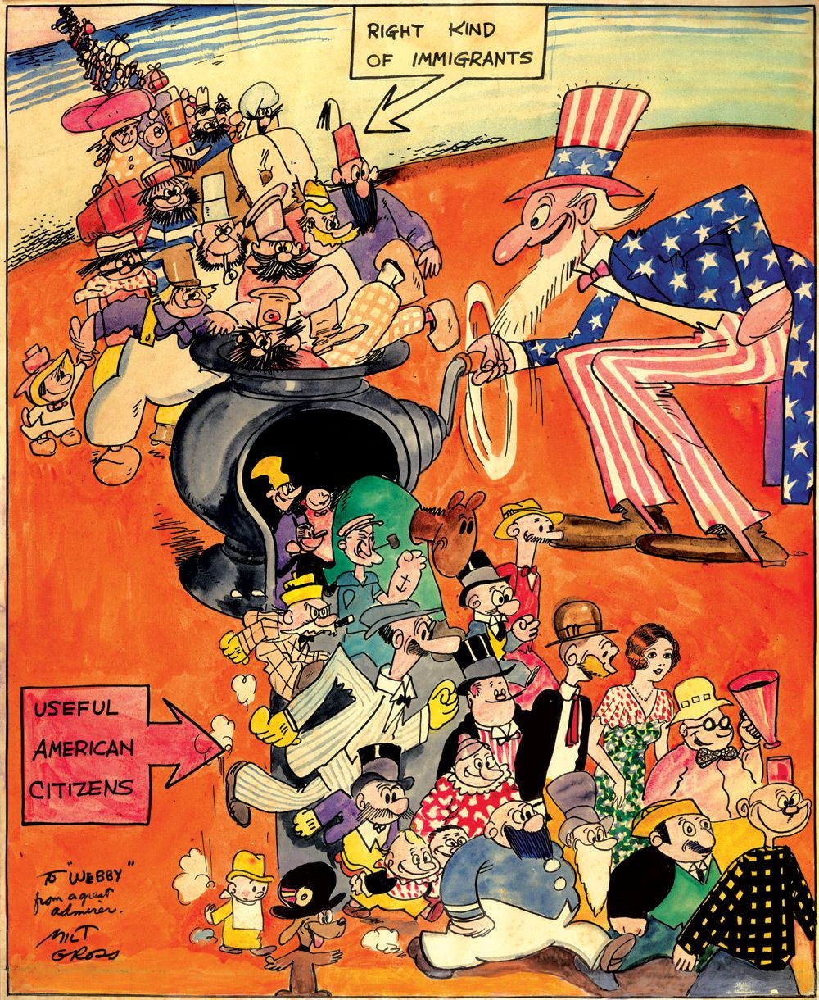 RIGHT KIND
OF IMMIGRANTS
USEFUL
AMERICAN
CITIZENS
TO "WEBBY"
from a great
admirer.
MILT
GROSS